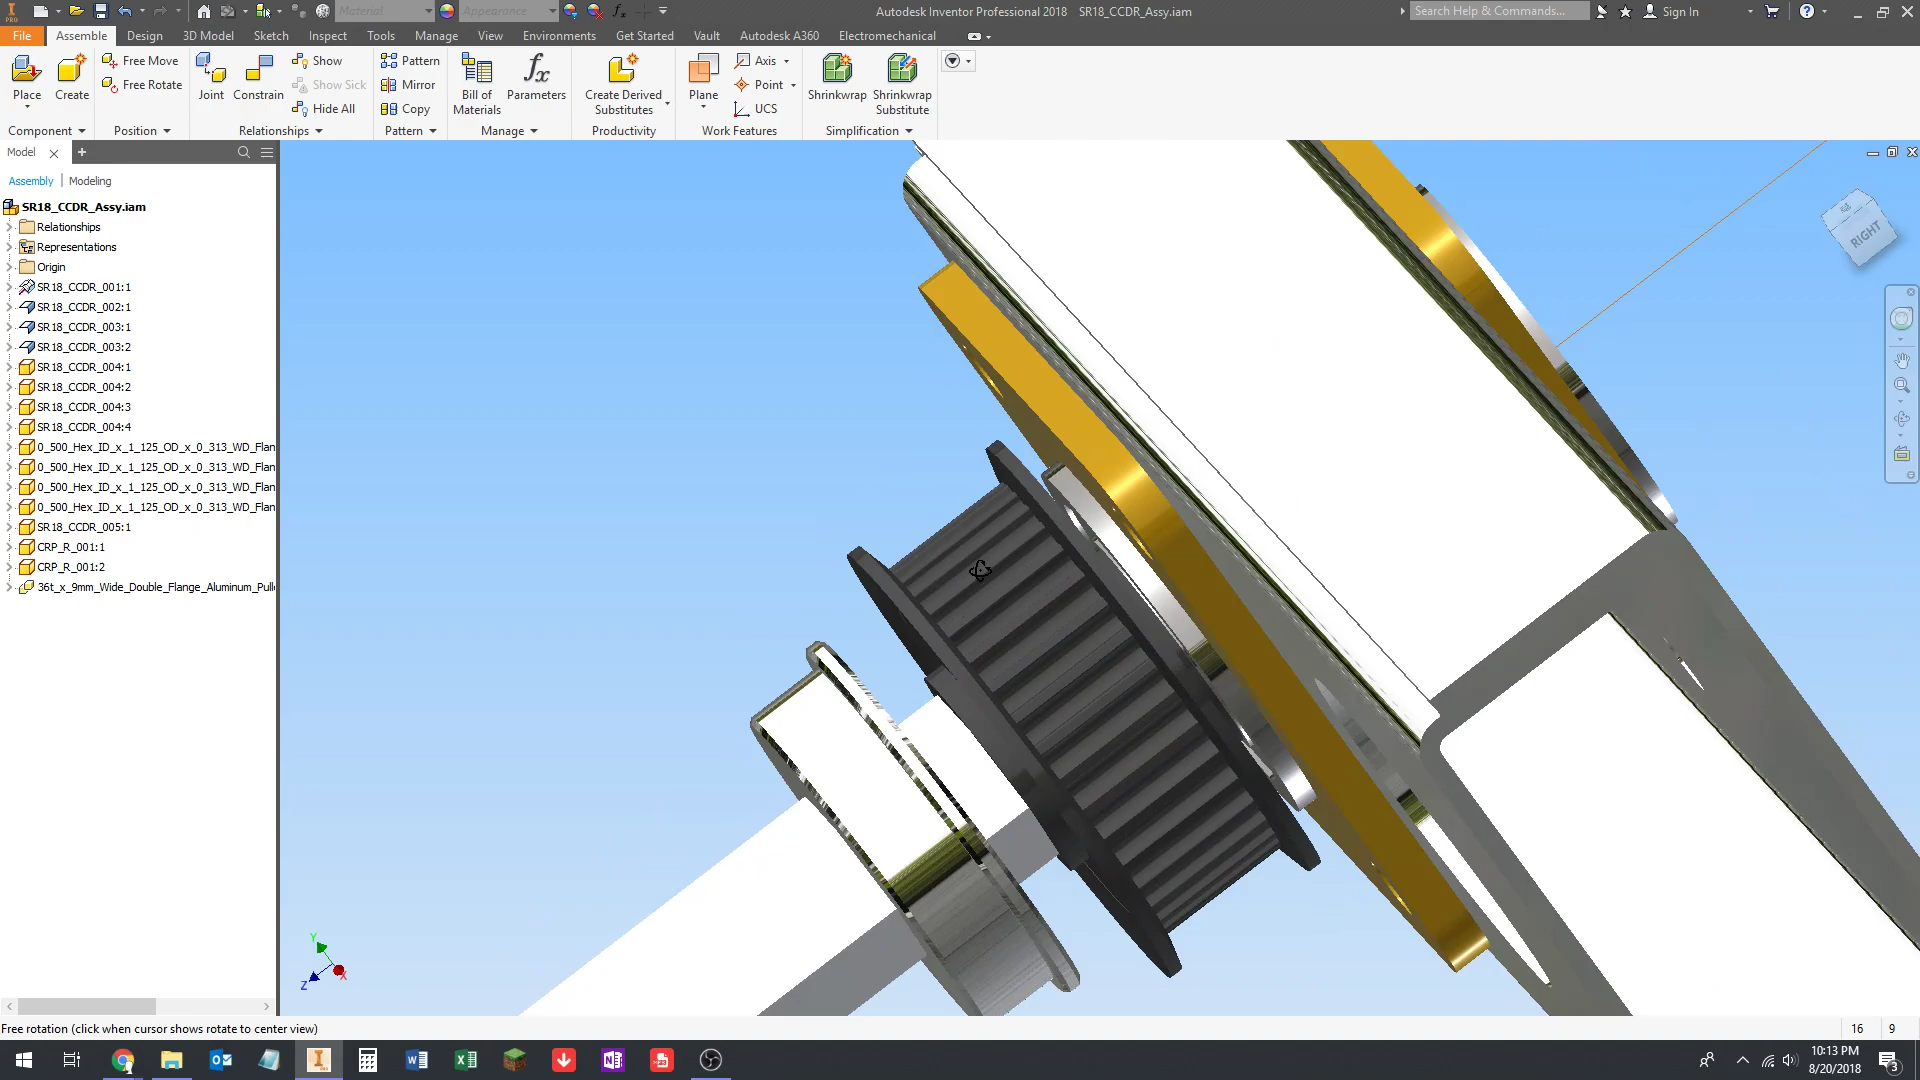 PRO
Material
Appearance
Autodesk Inventor Professional 2018 SR18_CCDR_Assy.iam
Search Help & Commands...
Sign In
File Assemble Design 3D Model Sketch Inspect Tools Manage View Environments Get Started Vault Autodesk A360 Electromechanical
Place
Create
Free Move
Free Rotate
Joint
Constrain
Show
Show Sick
Hide All
Pattern
Mirror
Copy
Bill of
Materials
Parameters
Create Derived
Substitutes
Plane
Axis
Point
UCS
Shrinkwrap
Shrinkwrap
Substitute
Component Position Relationships Pattern Manage Productivity Work Features Simplification
Model
Assembly Modeling
SR18_CCDR_Assy.iam
Relationships
Representations
Origin
SR18_CCDR_001:1
SR18_CCDR_002:1
SR18_CCDR_003:1
SR18_CCDR_003:2
SR18_CCDR_004:1
SR18_CCDR_004:2
SR18_CCDR_004:3
SR18_CCDR_004:4
0_500_Hex_ID_x_1_125_OD_x_0_313_WD_Flan
0_500_Hex_ID_x_1_125_OD_x_0_313_WD_Flan
0_500_Hex_ID_x_1_125_OD_x_0_313_WD_Flan
0_500_Hex_ID_x_1_125_OD_x_0_313_WD_Flan
SR18_CCDR_005:1
CRP_R_001:1
CRP_R_001:2
36t_x_9mm_Wide_Double_Flange_Aluminum_Pull
RIGHT
Y
Z
X
Free rotation (click when cursor shows rotate to center view)
16 9
10:13 PM
8/20/2018
3